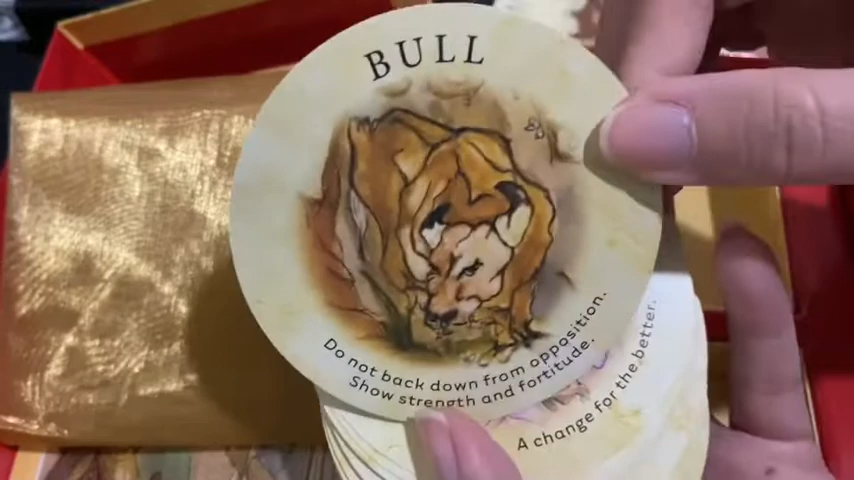 BULL
Do not back down from opposition.
Show strength and fortitude.
A change for the better.